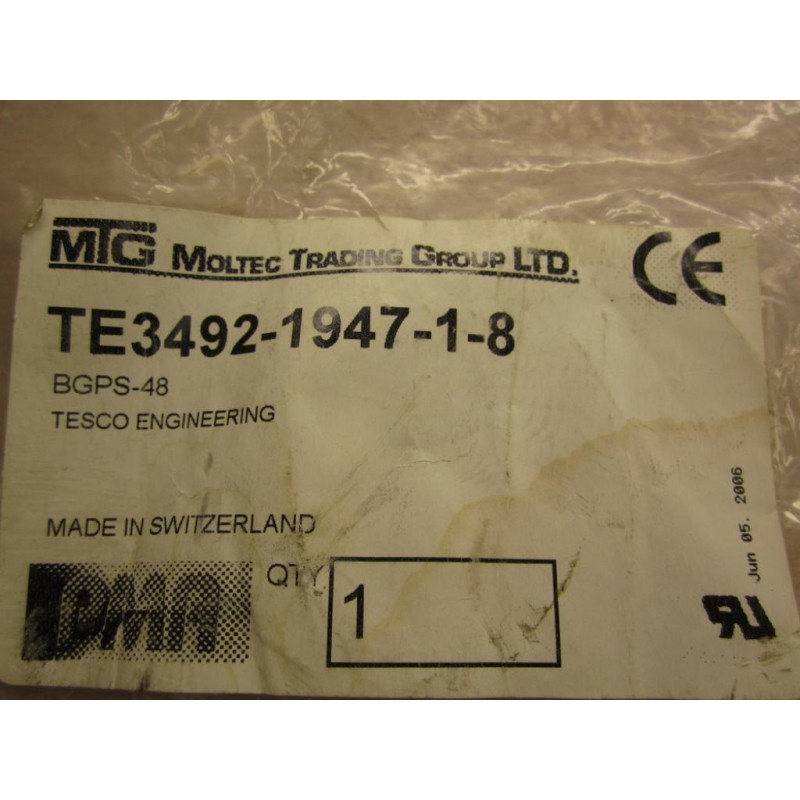 MTG MOLTEC TRADING GROUP LTD.
CE
TE3492-1947-1-8
BGPS-48
TESCO ENGINEERING
Jun 05. 2006
MADE IN SWITZERLAND
QTY 1
RU